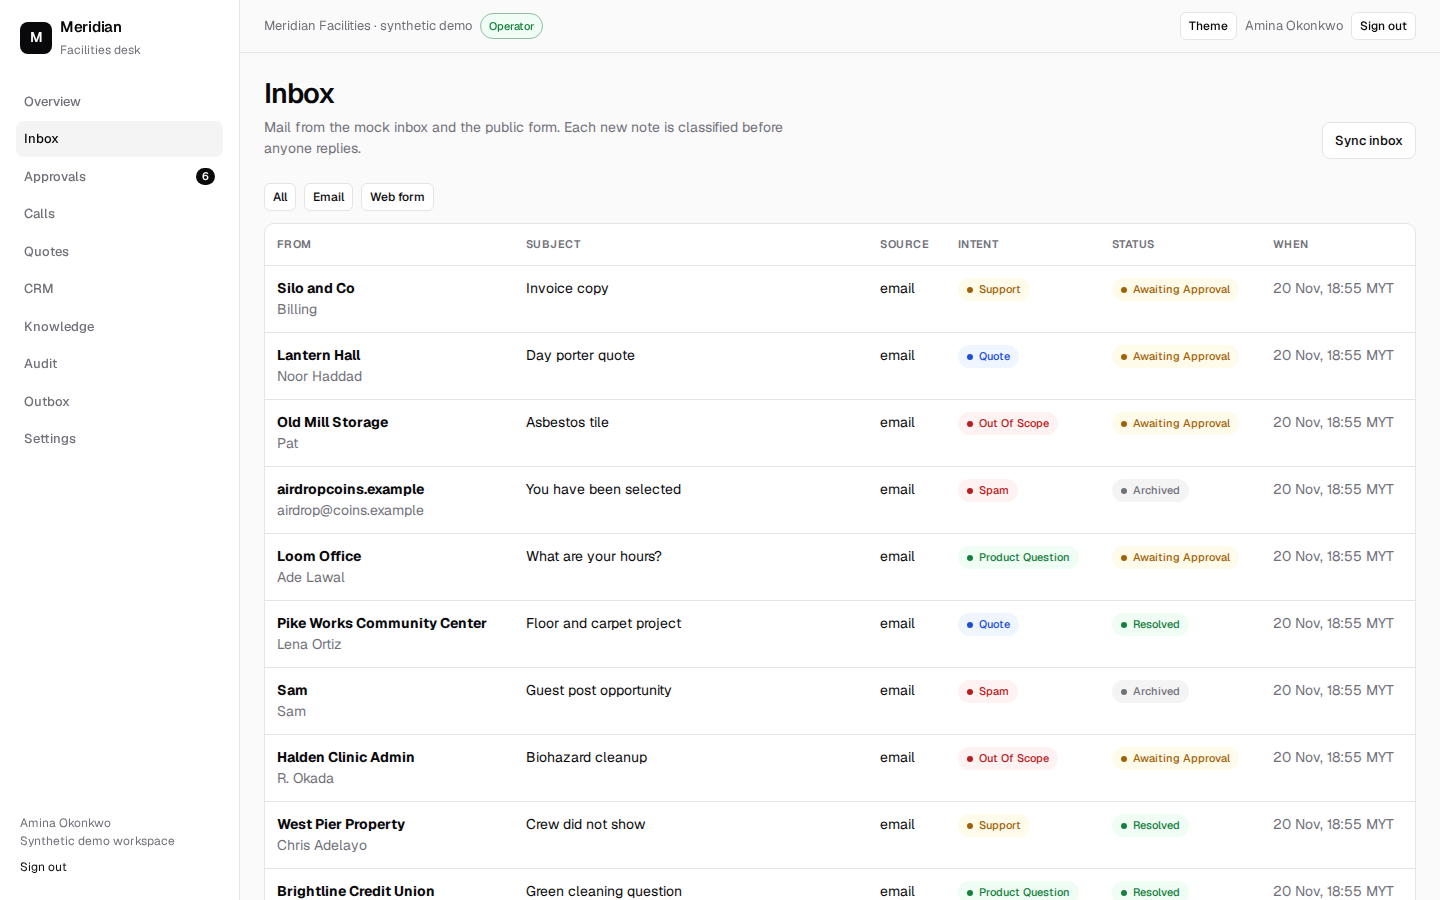 M
Meridian
Facilities desk
Overview
Inbox
Approvals 6
Calls
Quotes
CRM
Knowledge
Audit
Outbox
Settings
Amina Okonkwo
Synthetic demo workspace
Sign out
Meridian Facilities · synthetic demo Operator
Theme Amina Okonkwo Sign out
Inbox
Mail from the mock inbox and the public form. Each new note is classified before
anyone replies.
Sync inbox
All Email Web form
FROM SUBJECT SOURCE INTENT STATUS WHEN
Silo and Co Invoice copy email Support Awaiting Approval 20 Nov, 18:55 MYT
Billing
Lantern Hall Day porter quote email Quote Awaiting Approval 20 Nov, 18:55 MYT
Noor Haddad
Old Mill Storage Asbestos tile email Out Of Scope Awaiting Approval 20 Nov, 18:55 MYT
Pat
airdropcoins.example You have been selected email Spam Archived 20 Nov, 18:55 MYT
airdrop@coins.example
Loom Office What are your hours? email Product Question Awaiting Approval 20 Nov, 18:55 MYT
Ade Lawal
Pike Works Community Center Floor and carpet project email Quote Resolved 20 Nov, 18:55 MYT
Lena Ortiz
Sam Guest post opportunity email Spam Archived 20 Nov, 18:55 MYT
Sam
Halden Clinic Admin Biohazard cleanup email Out Of Scope Awaiting Approval 20 Nov, 18:55 MYT
R. Okada
West Pier Property Crew did not show email Support Resolved 20 Nov, 18:55 MYT
Chris Adelayo
Brightline Credit Union Green cleaning question email Product Question Resolved 20 Nov, 18:55 MYT